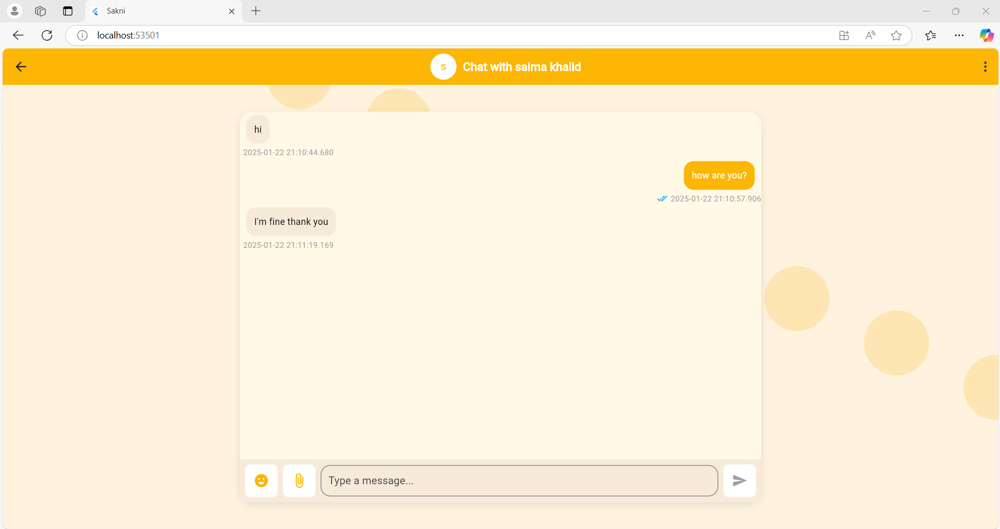 Sakni
localhost:53501
S Chat with salma khalid
hi
2025-01-22 21:10:44.680
how are you?
2025-01-22 21:10:57.906
I'm fine thank you
2025-01-22 21:11:19.169
Type a message...